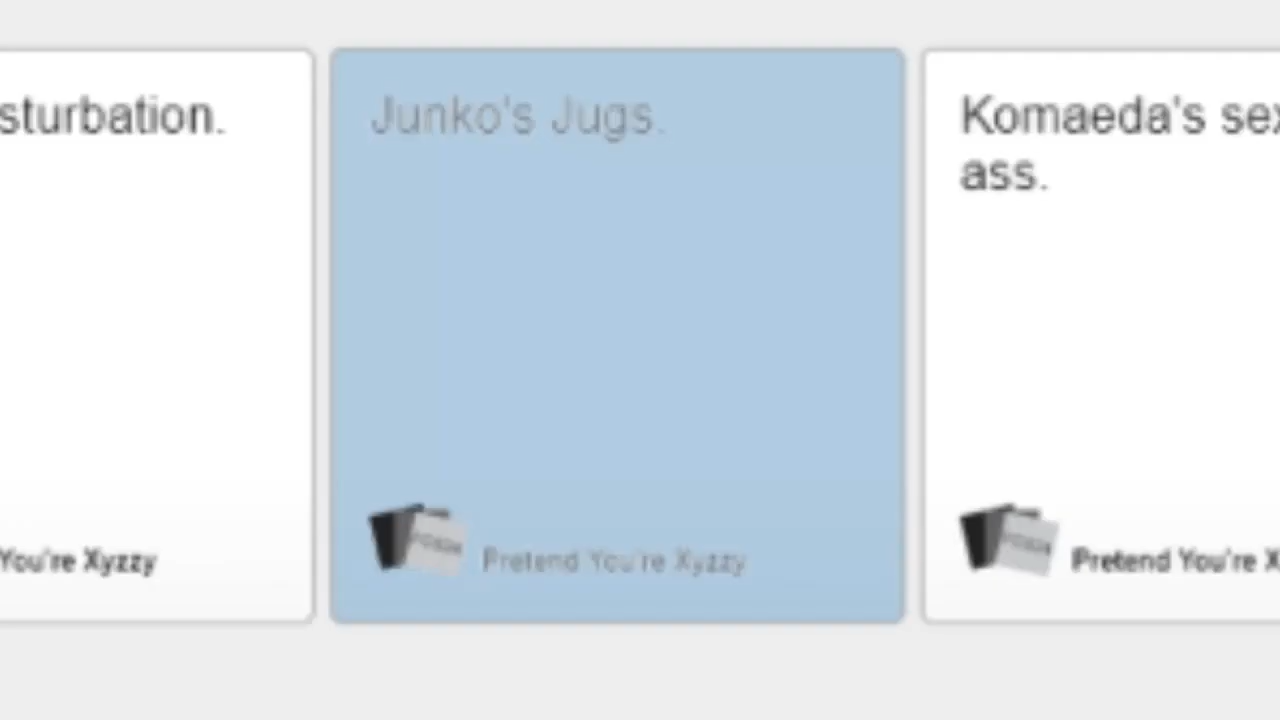 sturbation.
Junko's Jugs.
Komaeda's sex
ass.
You're Xyzzy
Pretend You're Xyzzy
Pretend You're X